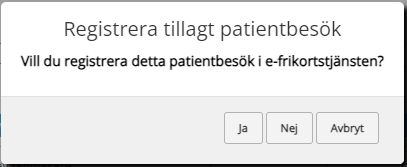 Registrera tillagt patientbesök
Vill du registrera detta patientbesök i e-frikortstjänsten?
Ja Nej Avbryt